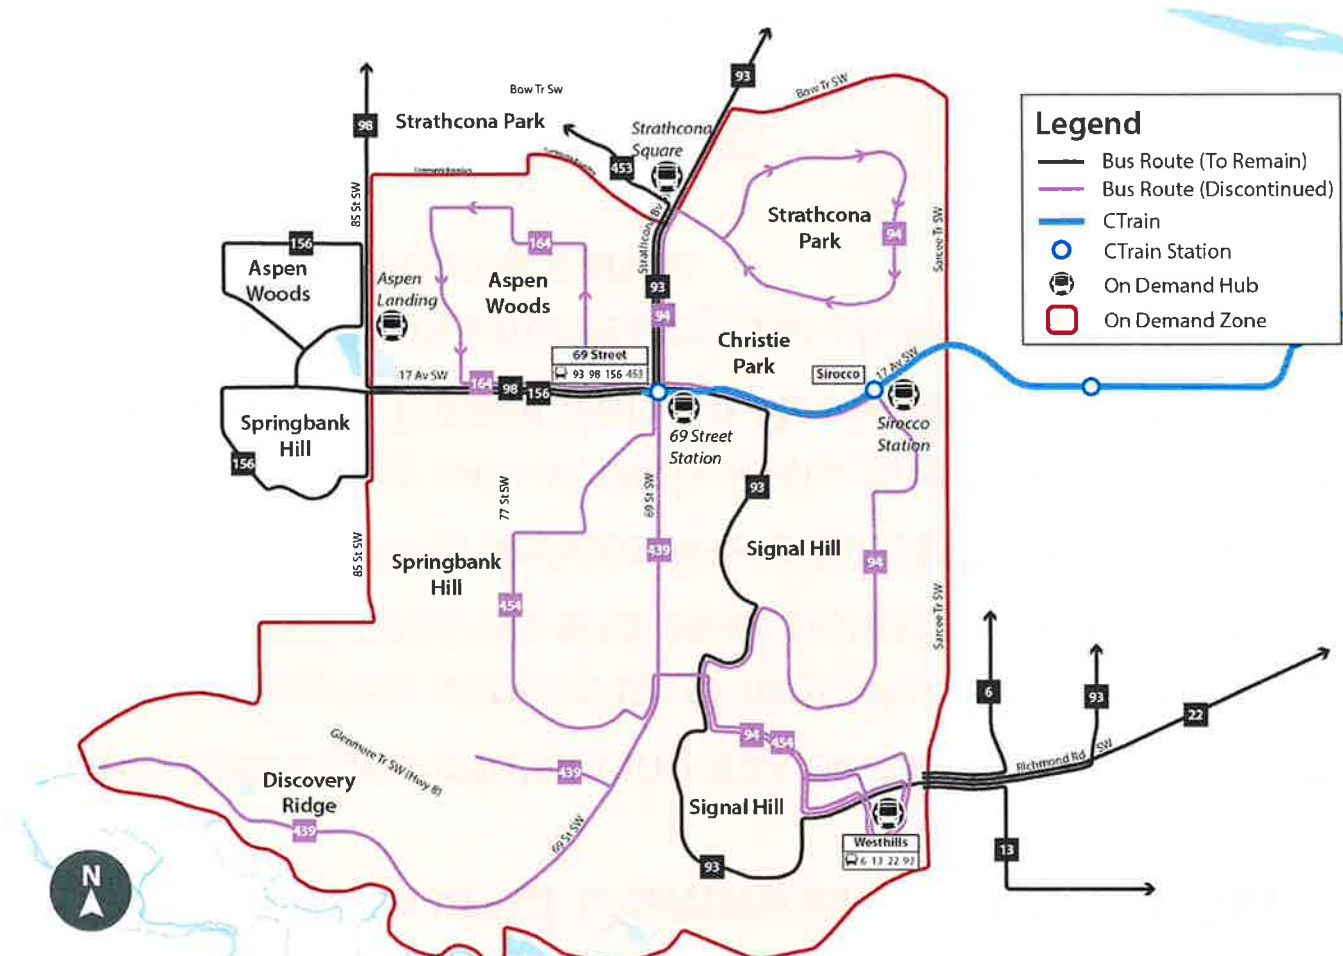 93
Bow Tr SW
Bow Tr Sw
98
Strathcona Park
Strathcona
Square
453
85 St SW
Strathcona
Park
94
Sarcee Tr SW
156
164
Aspen
Woods
Aspen
Landing
Aspen
Woods
93
94
Christie
Park
69 Street
93 98 156 453
17 Av SW
164
98
156
Sirocco
17 Av SW
69 Street
Station
Sirocco
Station
Springbank
Hill
156
77 St SW
69 St SW
93
85 St SW
Springbank
Hill
439
Signal Hill
94
454
Sarcee Tr SW
6
93
22
Richmond Rd SW
94
454
Glenmore Tr SW (Hwy 8)
439
Discovery
Ridge
439
69 St SW
Signal Hill
93
Westhills
6 13 22 93
13
N
Legend
Bus Route (To Remain)
Bus Route (Discontinued)
CTrain
CTrain Station
On Demand Hub
On Demand Zone